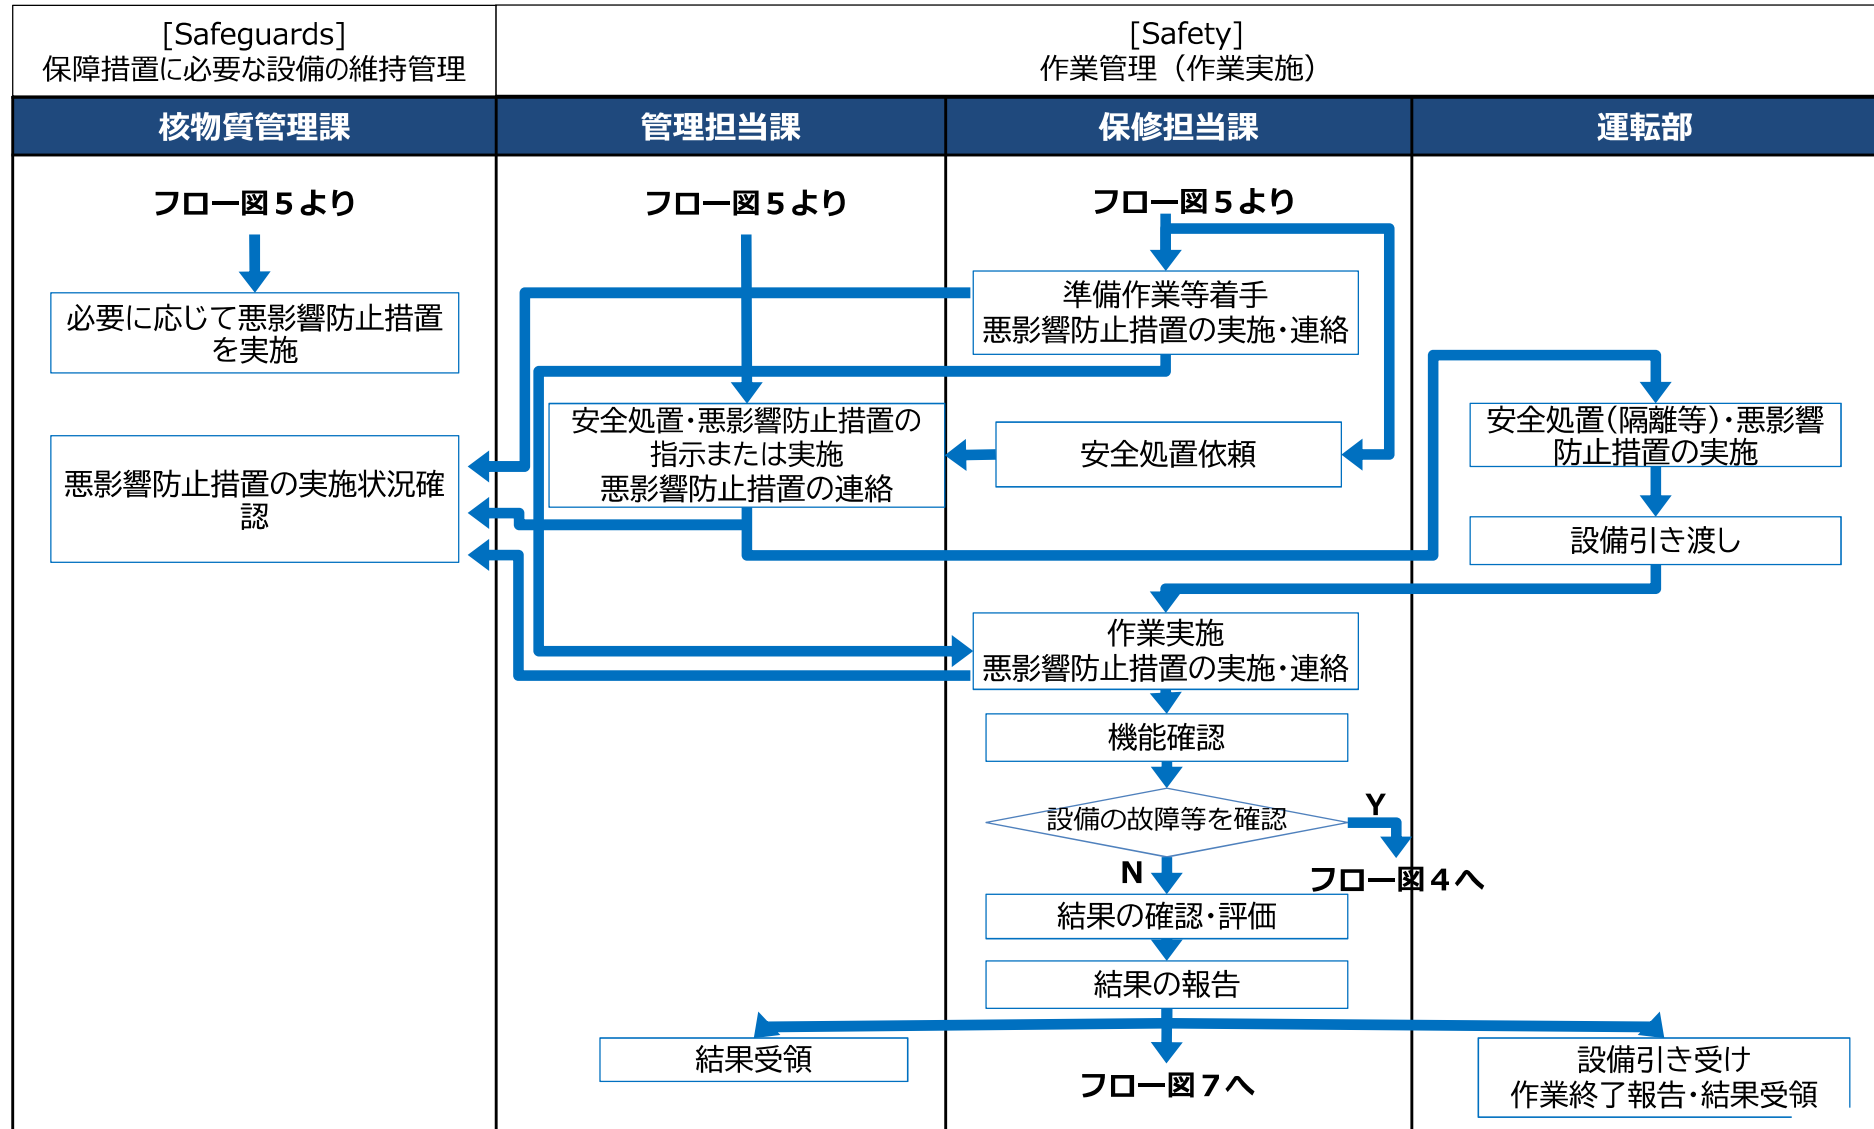 [Safeguards]
保障措置に必要な設備の維持管理
[Safety]
作業管理（作業実施）
核物質管理課
管理担当課
保修担当課
運転部
フロー図５より
フロー図５より
フロー図５より
必要に応じて悪影響防止措置
を実施
準備作業等着手
悪影響防止措置の実施・連絡
安全処置・悪影響防止措置の
指示または実施
悪影響防止措置の連絡
安全処置依頼
安全処置（隔離等）・悪影響
防止措置の実施
悪影響防止措置の実施状況確
認
設備引き渡し
作業実施
悪影響防止措置の実施・連絡
機能確認
設備の故障等を確認
Y
フロー図４へ
N
結果の確認・評価
結果の報告
結果受領
フロー図７へ
設備引き受け
作業終了報告・結果受領